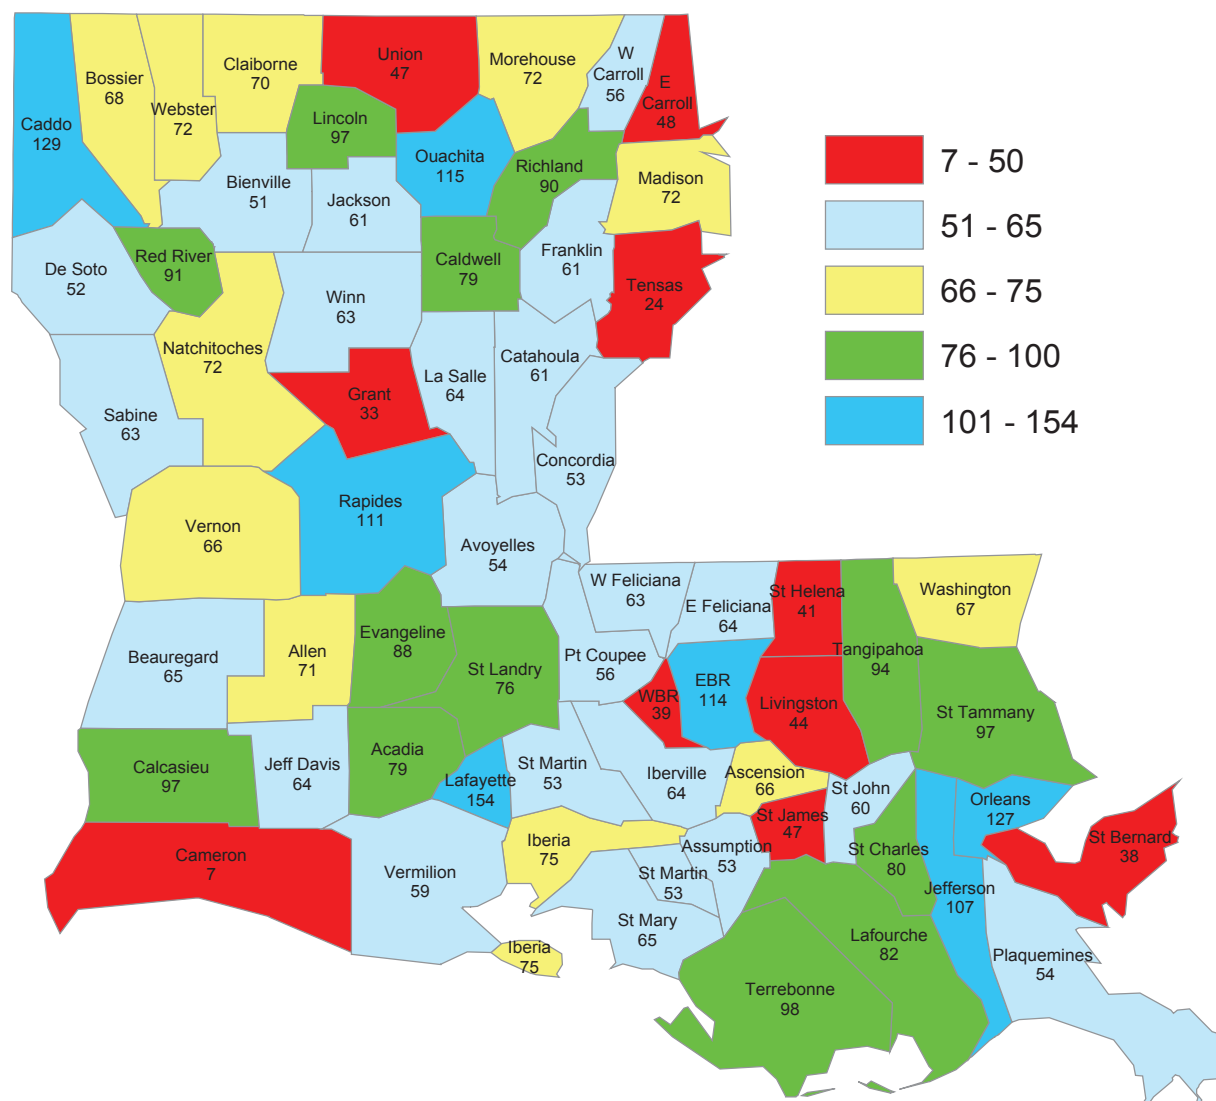 Caddo
129
Bossier
68
Webster
72
Claiborne
70
Union
47
Morehouse
72
W
Carroll
56
E
Carroll
48
Lincoln
97
Ouachita
115
Richland
90
Madison
72
Bienville
51
Jackson
61
De Soto
52
Red River
91
Caldwell
79
Franklin
61
Tensas
24
Winn
63
Natchitoches
72
Sabine
63
Grant
33
La Salle
64
Catahoula
61
Concordia
53
Vernon
66
Rapides
111
Avoyelles
54
Beauregard
65
Allen
71
Evangeline
88
St Landry
76
Pt Coupee
56
W Feliciana
63
E Feliciana
64
St Helena
41
Tangipahoa
94
Washington
67
WBR
39
EBR
114
Livingston
44
St Tammany
97
Calcasieu
97
Jeff Davis
64
Acadia
79
Lafayette
154
St Martin
53
Iberville
64
Ascension
66
St John
60
St James
47
Orleans
127
St Bernard
38
Cameron
7
Vermilion
59
Iberia
75
St Martin
53
Assumption
53
St Charles
80
Jefferson
107
St Mary
65
Iberia
75
Terrebonne
98
Lafourche
82
Plaquemines
54
7 - 50
51 - 65
66 - 75
76 - 100
101 - 154